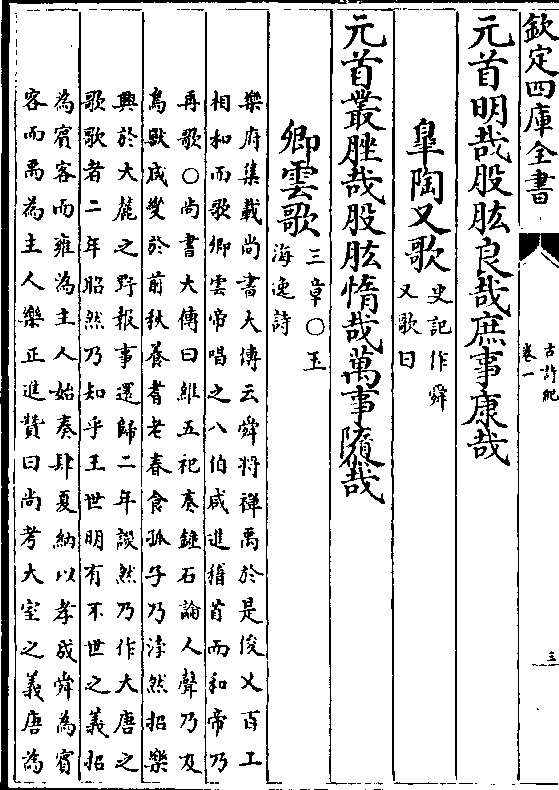 欽定四庫全書
古詩紀
卷一
三
元首明哉股肱良哉庶事康哉
臯陶又歌
史記作舜
又歌曰
元首叢脞哉股肱惰哉萬事隳哉
卿雲歌
三章○玉
海逸詩
樂府集載尚書大傳云舜將禪禹於是俊乂百工
相和而歌卿雲帝唱之八伯咸進稽首而和帝乃
再歌○尚書大傳曰維五祀奏鍾石論人聲乃及
鳥獸咸變於前秋養耆老春食孤子乃浡然招樂
興於大麓之野報事還歸二年談然乃作大唐之
歌歌者二年昭然乃知乎王世明有不世之義招
為賓客而雍為主人始奏肆夏納以孝成舜為賓
客而禹為主人樂正進賛曰尚考大室之義唐為